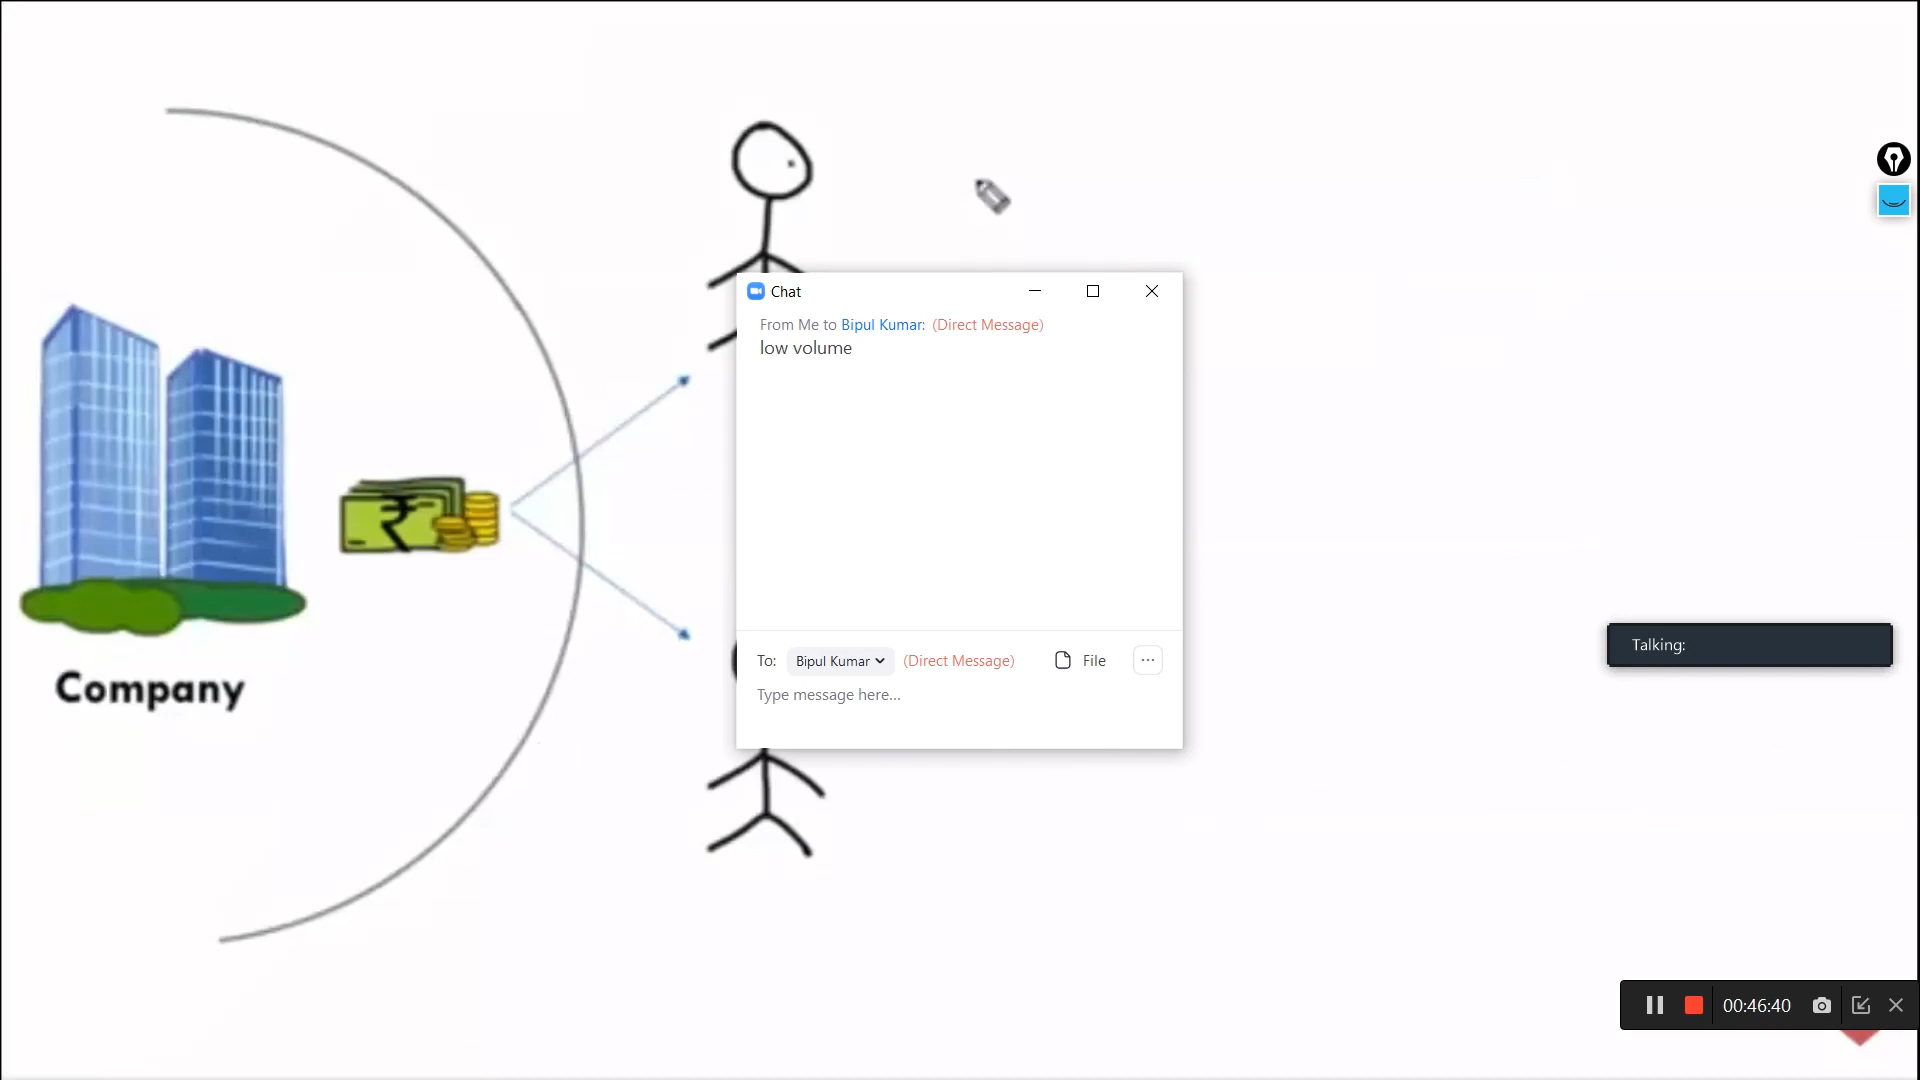 Chat
From Me to Bipul Kumar: (Direct Message)
low volume
₹
Company
To: Bipul Kumar (Direct Message) File
Type message here...
Talking:
00:46:40